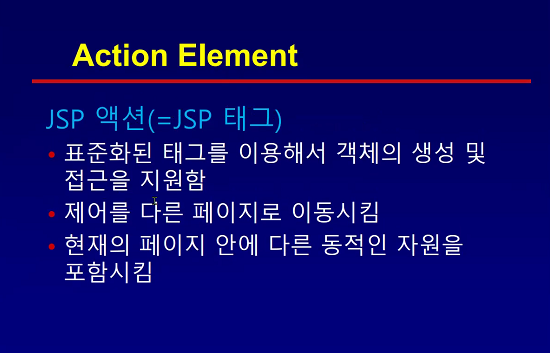 Action Element
JSP 액션(=JSP 태그)
• 표준화된 태그를 이용해서 객체의 생성 및
접근을 지원함
• 제어를 다른 페이지로 이동시킴
• 현재의 페이지 안에 다른 동적인 자원을
포함시킴